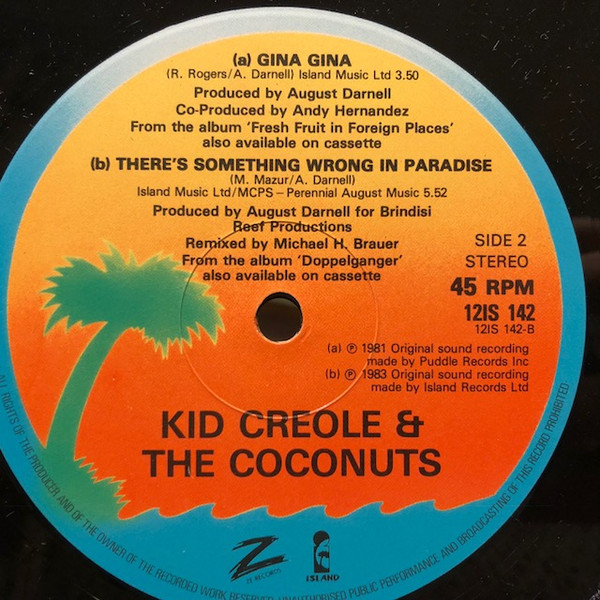 (a) GINA GINA
(R. Rogers/A. Darnell) Island Music Ltd 3.50
Produced by August Darnell
Co-Produced by Andy Hernandez
From the album 'Fresh Fruit in Foreign Places'
also available on cassette
(b) THERE'S SOMETHING WRONG IN PARADISE
(M. Mazur/A. Darnell)
Island Music Ltd/MCPS – Perennial August Music 5.52
Produced by August Darnell for Brindisi
Reef Productions
Remixed by Michael H. Brauer
From the album 'Doppelganger'
also available on cassette
SIDE 2
STEREO
45 RPM
12IS 142
12IS 142-B
(a) ℗ 1981 Original sound recording
made by Puddle Records Inc
(b) ℗ 1983 Original sound recording
made by Island Records Ltd
KID CREOLE &
THE COCONUTS
Z
ZE RECORDS
ISLAND
ALL RIGHTS OF THE PRODUCER AND OF THE OWNER OF THE RECORDED WORK RESERVED UNAUTHORISED PUBLIC PERFORMANCE AND BROADCASTING OF THIS RECORD PROHIBITED